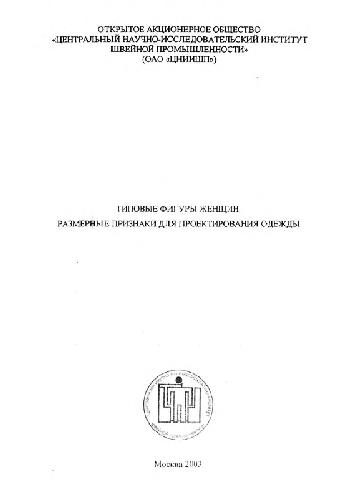 ОТКРЫТОЕ АКЦИОНЕРНОЕ ОБЩЕСТВО
«ЦЕНТРАЛЬНЫЙ НАУЧНО-ИССЛЕДОВАТЕЛЬСКИЙ ИНСТИТУТ
ШВЕЙНОЙ ПРОМЫШЛЕННОСТИ»
(ОАО «ЦНИИШП»)
ТИПОВЫЕ ФИГУРЫ ЖЕНЩИН
РАЗМЕРНЫЕ ПРИЗНАКИ ДЛЯ ПРОЕКТИРОВАНИЯ ОДЕЖДЫ
Москва 2003